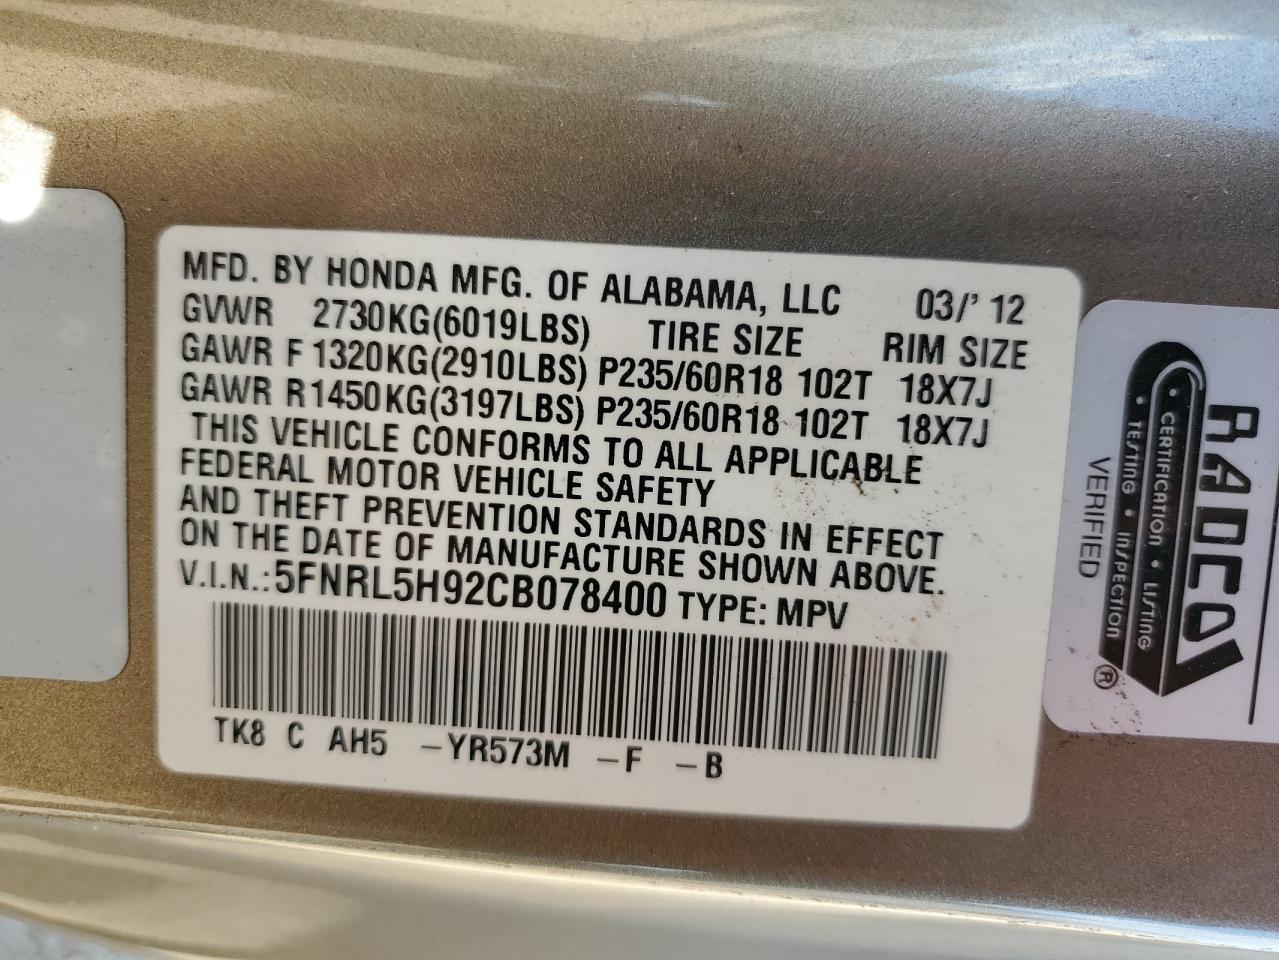 MFD. BY HONDA MFG. OF ALABAMA, LLC 03/' 12
GVWR 2730KG(6019LBS) TIRE SIZE RIM SIZE
GAWR F 1320KG(2910LBS) P235/60R18 102T 18X7J
GAWR R1450KG(3197LBS) P235/60R18 102T 18X7J
THIS VEHICLE CONFORMS TO ALL APPLICABLE
FEDERAL MOTOR VEHICLE SAFETY
AND THEFT PREVENTION STANDARDS IN EFFECT
ON THE DATE OF MANUFACTURE SHOWN ABOVE.
V.I.N.: 5FNRL5H92CB078400 TYPE: MPV
TK8 C AH5 -YR573M -F -B
RADCO
CERTIFICATION • LISTING
• TESTING • INSPECTION
VERIFIED
®